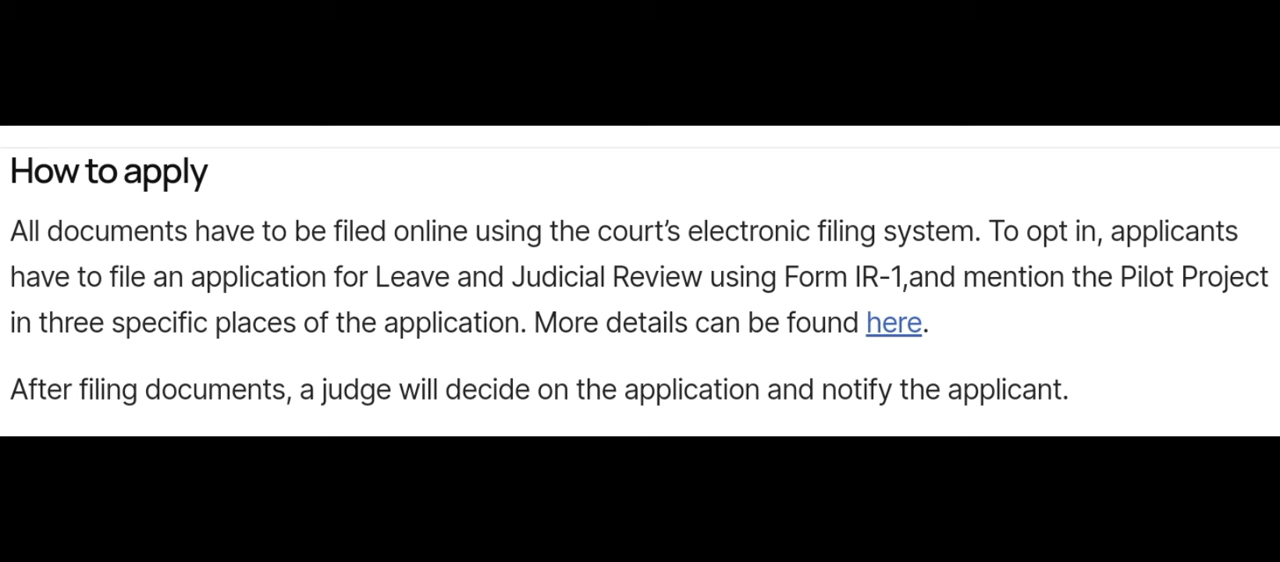 How to apply
All documents have to be filed online using the court’s electronic filing system. To opt in, applicants
have to file an application for Leave and Judicial Review using Form IR-1,and mention the Pilot Project
in three specific places of the application. More details can be found here.
After filing documents, a judge will decide on the application and notify the applicant.